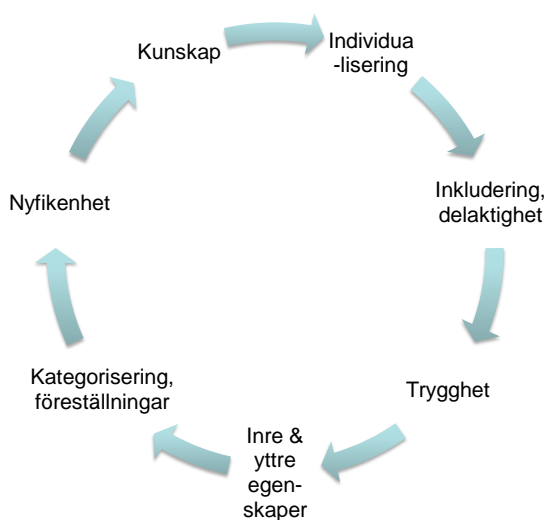 Kunskap
Individua
-lisering
Inkludering,
delaktighet
Trygghet
Inre &
yttre
egen-
skaper
Kategorisering,
föreställningar
Nyfikenhet